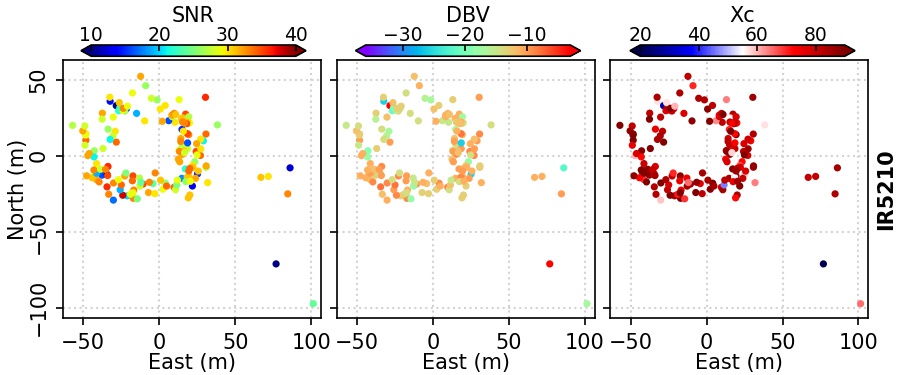 SNR DBV Xc
10 20 30 40 −30 −20 −10 20 40 60 80
50
0
−50
−100
North (m)
IR5210
−50 0 50 100 −50 0 50 100 −50 0 50 100
East (m) East (m) East (m)